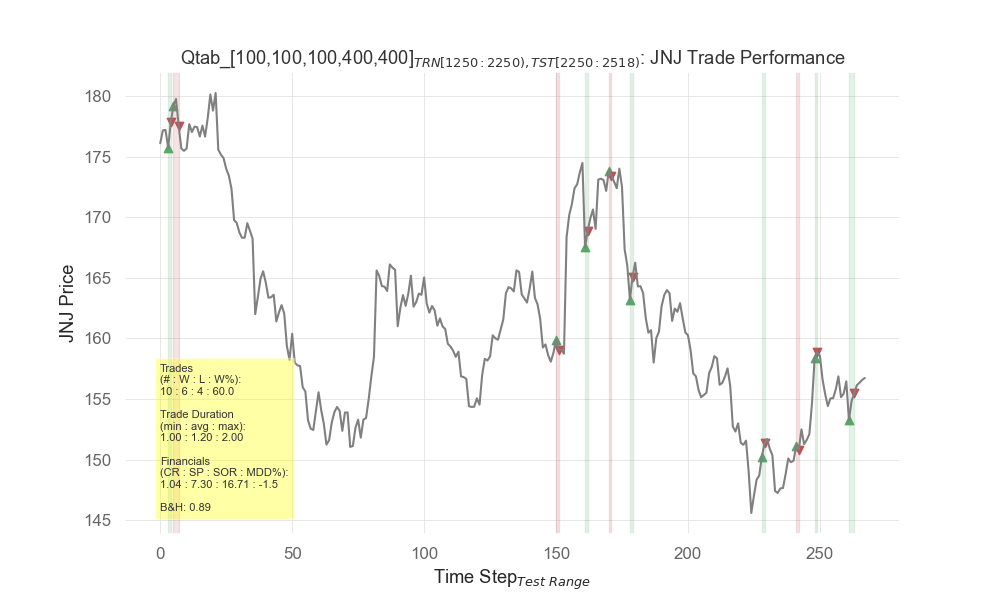 Qtab_[100,100,100,400,400]TRN[1250:2250),TST[2250:2518): JNJ Trade Performance
JNJ Price
180
175
170
165
160
155
150
145
Trades
(# : W : L : W%):
10 : 6 : 4 : 60.0
Trade Duration
(min : avg : max):
1.00 : 1.20 : 2.00
Financials
(CR : SP : SOR : MDD%):
1.04 : 7.30 : 16.71 : -1.5
B&H: 0.89
0 50 100 150 200 250
Time StepTest Range